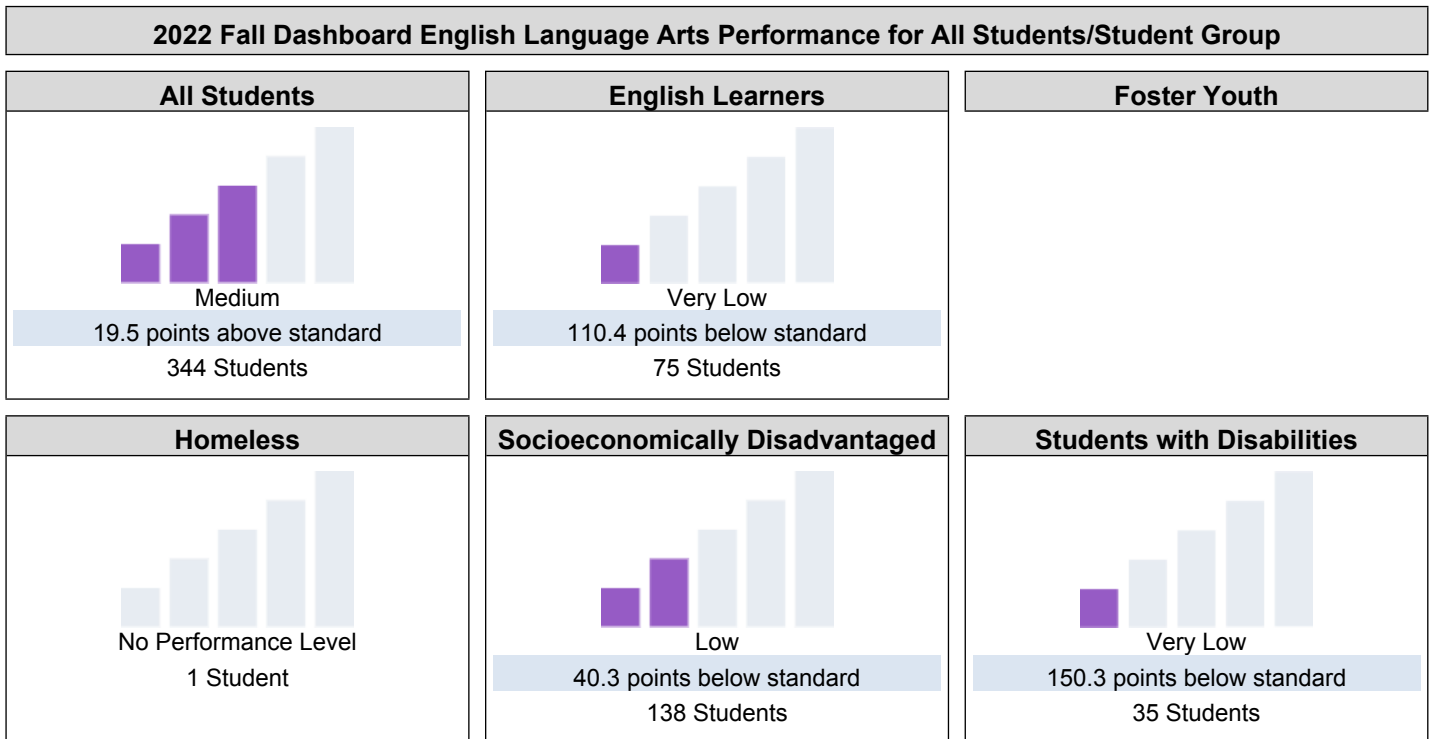 2022 Fall Dashboard English Language Arts Performance for All Students/Student Group
All Students
Medium
19.5 points above standard
344 Students
English Learners
Very Low
110.4 points below standard
75 Students
Foster Youth
Homeless
No Performance Level
1 Student
Socioeconomically Disadvantaged
Low
40.3 points below standard
138 Students
Students with Disabilities
Very Low
150.3 points below standard
35 Students